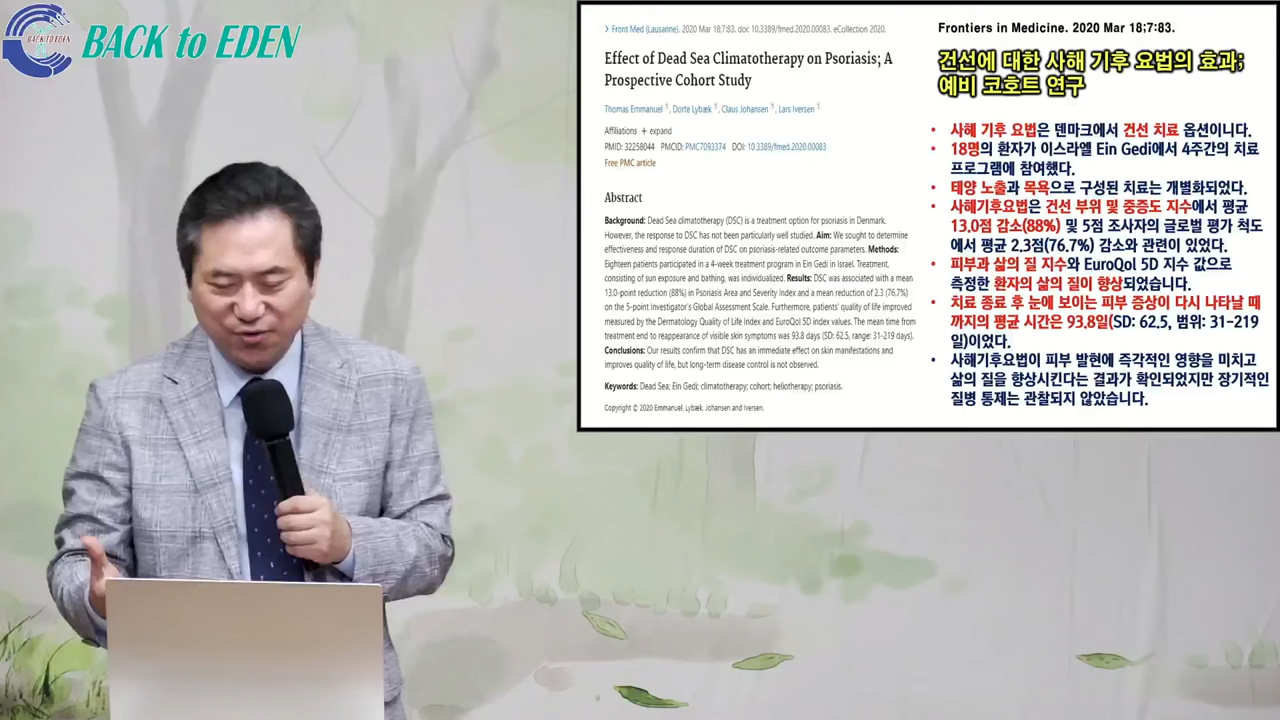 BACK TO EDEN
BACK to EDEN
Front Med (Lausanne). 2020 Mar 18;7:83. doi: 10.3389/fmed.2020.00083. eCollection 2020.
Effect of Dead Sea Climatotherapy on Psoriasis; A
Prospective Cohort Study
Thomas Emmanuel 1, Dorte Lybæk 1, Claus Johansen 1, Lars Iversen 1
Affiliations + expand
PMID: 32258044 PMCID: PMC7093374 DOI: 10.3389/fmed.2020.00083
Free PMC article
Abstract
Background: Dead Sea climatotherapy (DSC) is a treatment option for psoriasis in Denmark.
However, the response to DSC has not been particularly well studied. Aim: We sought to determine
effectiveness and response duration of DSC on psoriasis-related outcome parameters. Methods:
Eighteen patients participated in a 4-week treatment program in Ein Gedi in Israel. Treatment,
consisting of sun exposure and bathing, was individualized. Results: DSC was associated with a mean
13.0-point reduction (88%) in Psoriasis Area and Severity Index and a mean reduction of 2.3 (76.7%)
on the 5-point Investigator's Global Assessment Scale. Furthermore, patients' quality of life improved
measured by the Dermatology Quality of Life Index and EuroQol 5D index values. The mean time from
treatment end to reappearance of visible skin symptoms was 93.8 days (SD: 62.5, range: 31-219 days).
Conclusions: Our results confirm that DSC has an immediate effect on skin manifestations and
improves quality of life, but long-term disease control is not observed.
Keywords: Dead Sea; Ein Gedi; climatotherapy; cohort; heliotherapy; psoriasis.
Copyright © 2020 Emmanuel, Lybæk, Johansen and Iversen.
Frontiers in Medicine. 2020 Mar 18;7:83.
건선에 대한 사해 기후 요법의 효과;
예비 코호트 연구
• 사해 기후 요법은 덴마크에서 건선 치료 옵션이니다.
• 18명의 환자가 이스라엘 Ein Gedi에서 4주간의 치료
프로그램에 참여했다.
• 태양 노출과 목욕으로 구성된 치료는 개별화되었다.
• 사해기후요법은 건선 부위 및 중증도 지수에서 평균
13.0점 감소(88%) 및 5점 조사자의 글로벌 평가 척도
에서 평균 2.3점(76.7%) 감소와 관련이 있었다.
• 피부과 삶의 질 지수와 EuroQol 5D 지수 값으로
측정한 환자의 삶의 질이 향상되었습니다.
• 치료 종료 후 눈에 보이는 피부 증상이 다시 나타날 때
까지의 평균 시간은 93.8일(SD: 62.5, 범위: 31-219
일)이었다.
• 사해기후요법이 피부 발현에 즉각적인 영향을 미치고
삶의 질을 향상시킨다는 결과가 확인되었지만 장기적인
질병 통제는 관찰되지 않았습니다.